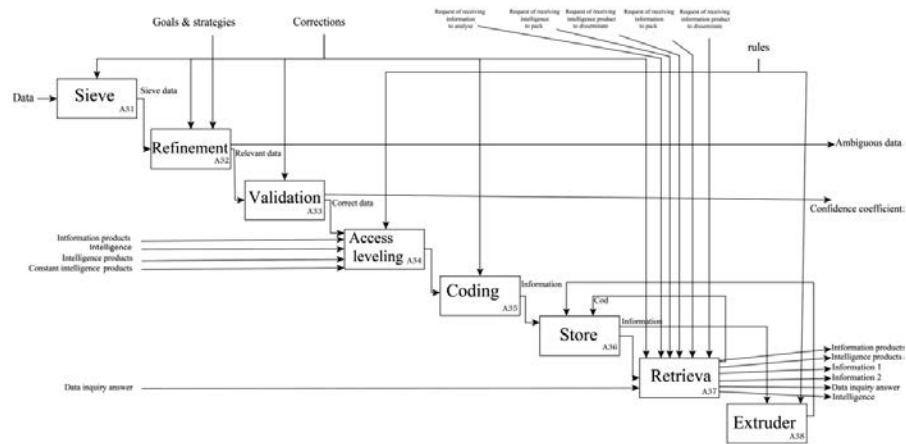 Goals & strategies
Corrections
Request of receiving
information
to analyse
Request of receiving
intelligence
to pack
Request of receiving
intelligence product
to disseminate
Request of receiving
information
to pack
Request of receiving
information product
to disseminate
rules
Data
Sieve
A31
Sieve data
Refinement
A32
Relevant data
Ambiguous data
Validation
A33
Correct data
Confidence coefficient
Information products
Intelligence
Intelligence products
Constant intelligence products
Access
leveling
A34
Coding
A35
Information
Cod
Store
A36
Information
Data inquiry answer
Retrieva
A37
Information products
Intelligence products
Information 1
Information 2
Data inquiry answer
Intelligence
Extruder
A38